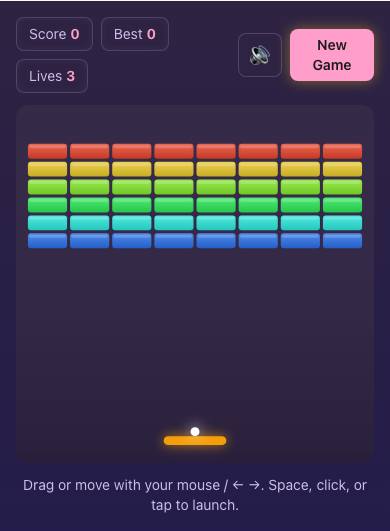 Score 0
Best 0
Lives 3
New
Game
Drag or move with your mouse / ← →. Space, click, or
tap to launch.